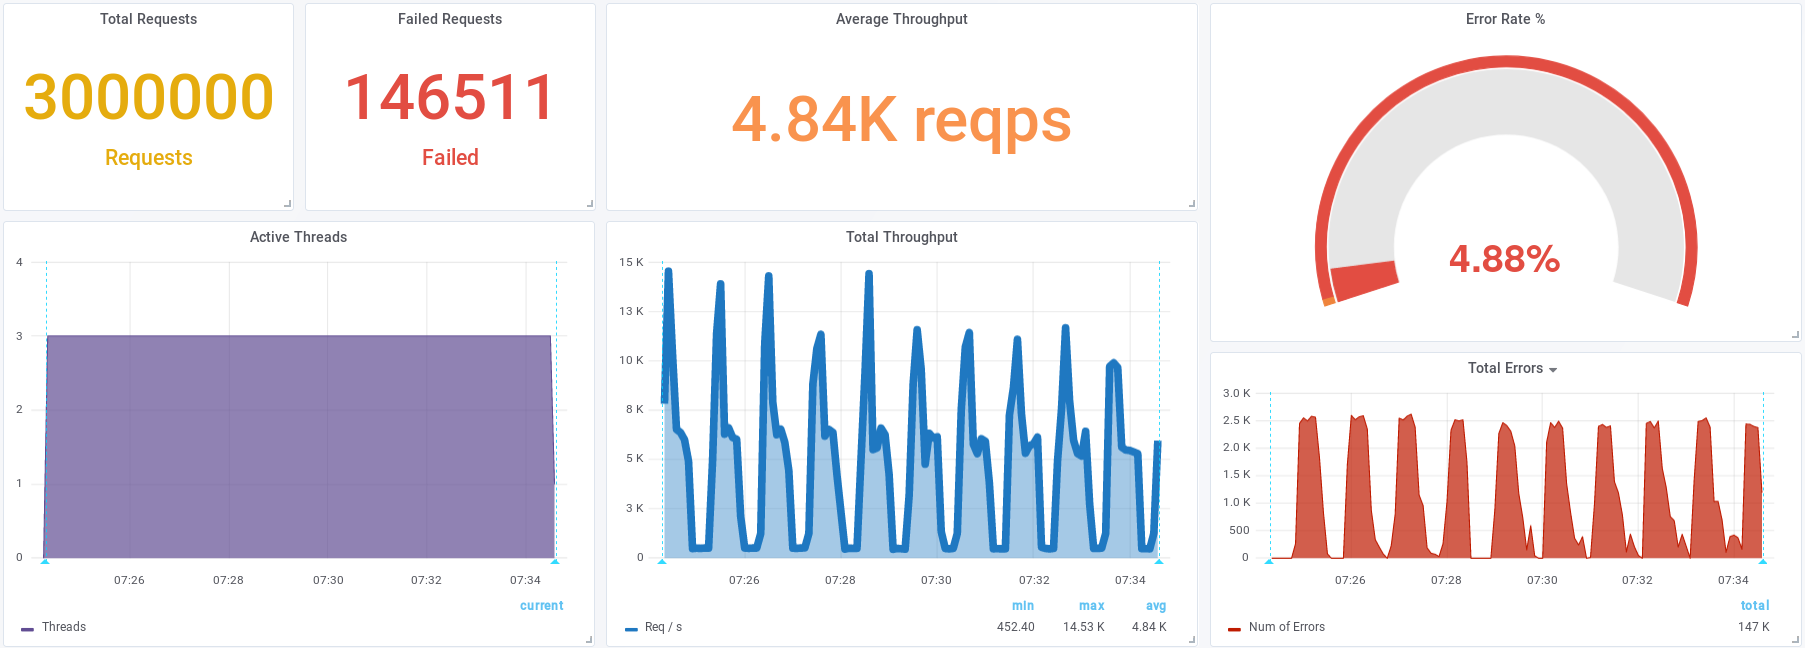 Total Requests
3000000
Requests
Failed Requests
146511
Failed
Average Throughput
4.84K reqps
Error Rate %
4.88%
Active Threads
4
3
2
1
0
07:26 07:28 07:30 07:32 07:34
current
Threads
Total Throughput
15 K
13 K
10 K
8 K
5 K
3 K
0
07:26 07:28 07:30 07:32 07:34
min max avg
Req / s 452.40 14.53 K 4.84 K
Total Errors
3.0 K
2.5 K
2.0 K
1.5 K
1.0 K
500
0
07:26 07:28 07:30 07:32 07:34
total
Num of Errors 147 K